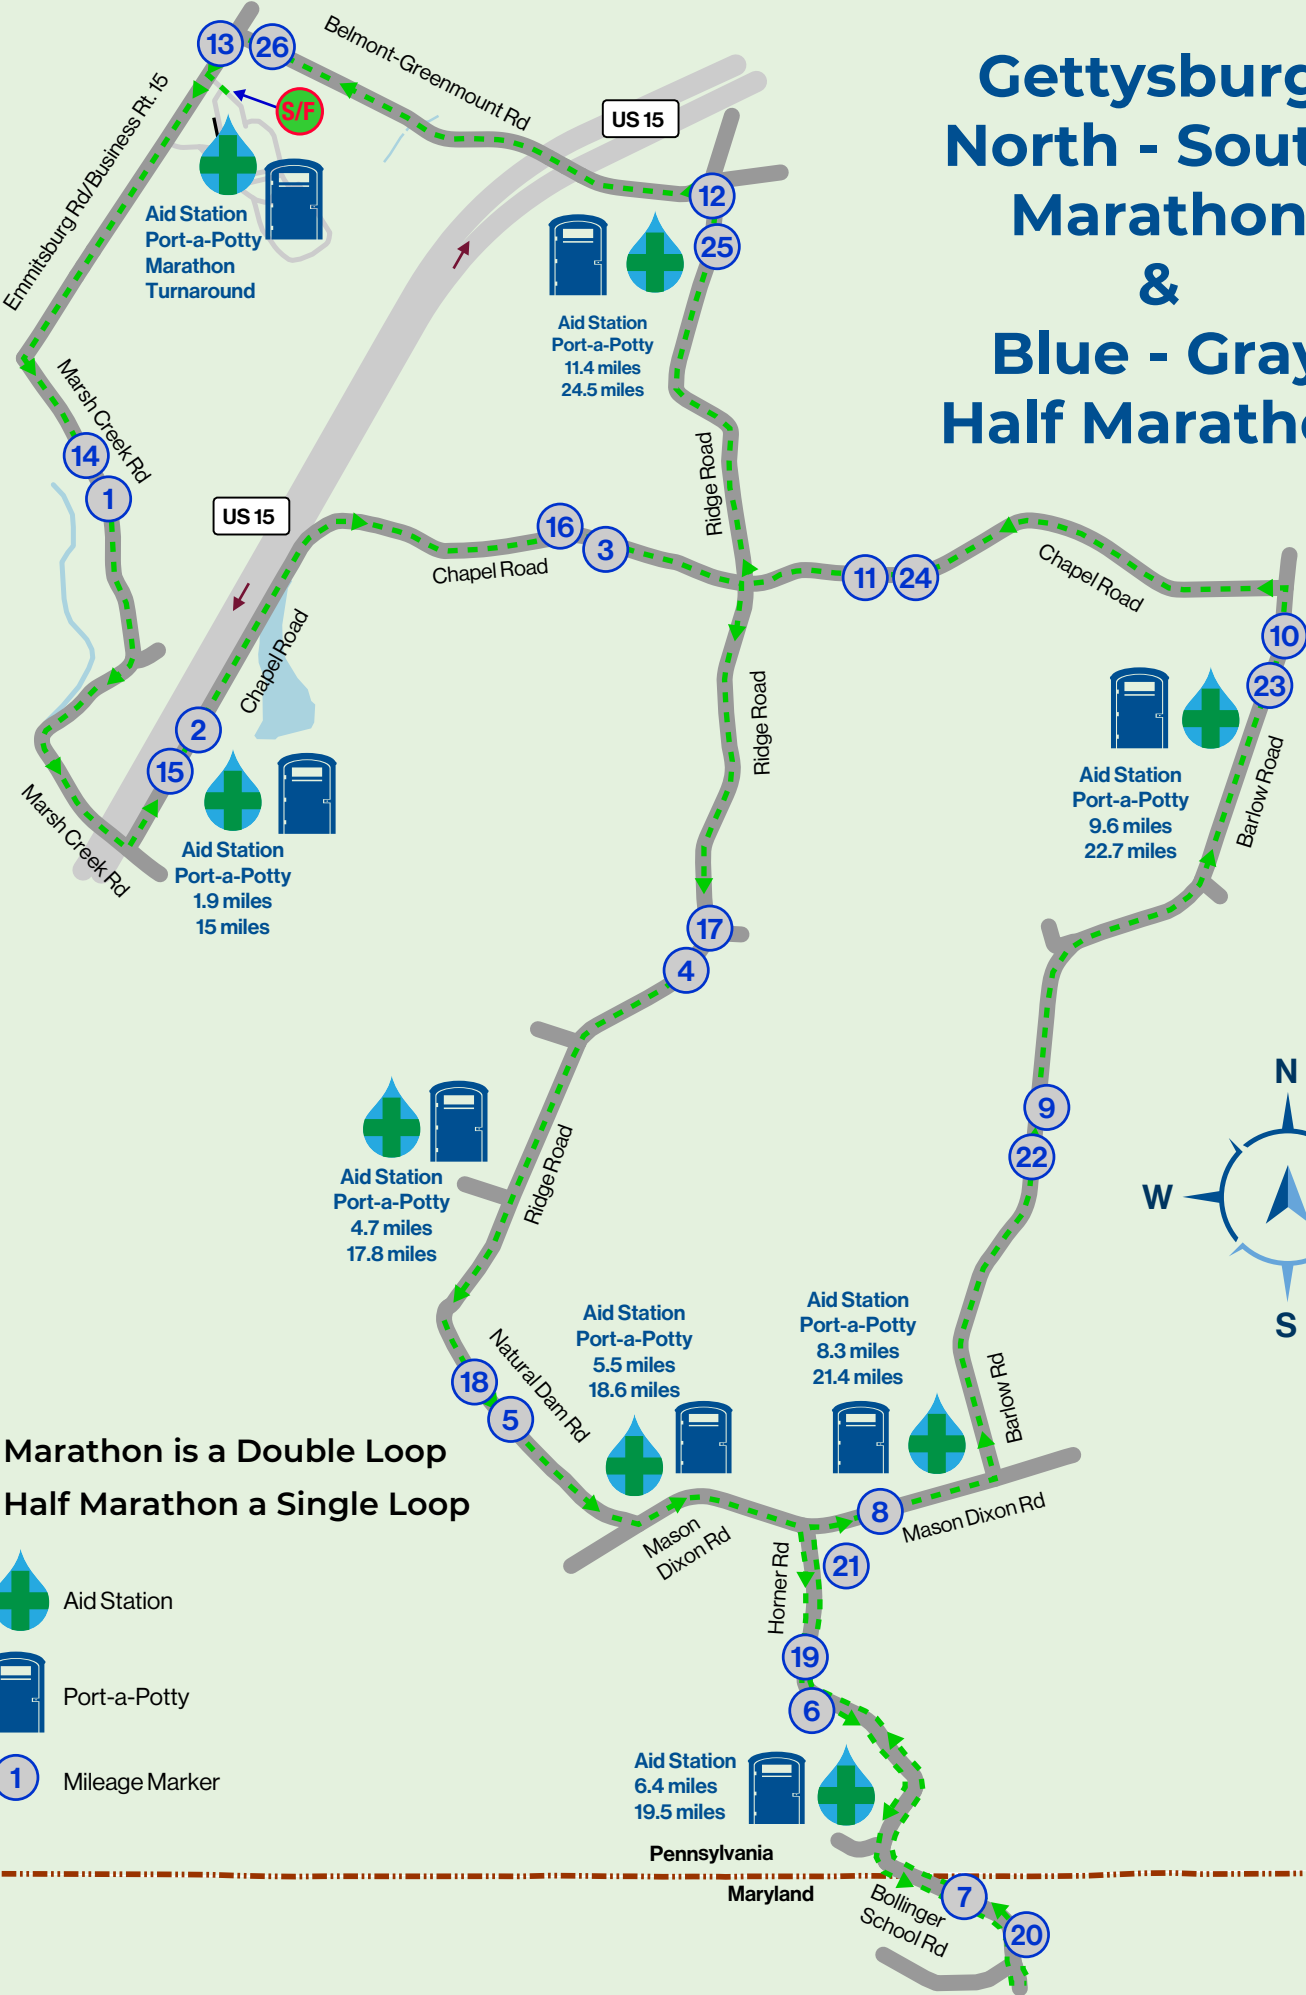 Gettysburg
North - Sout
Marathon
&
Blue - Gray
Half Maratho
13
26
Belmont-Greenmount Rd
S/F
US 15
Emmitsburg Rd/Business Rt. 15
Aid Station
Port-a-Potty
Marathon
Turnaround
12
25
Aid Station
Port-a-Potty
11.4 miles
24.5 miles
Marsh Creek Rd
14
1
Ridge Road
US 15
16
3
Chapel Road
11
24
Chapel Road
10
23
Chapel Road
2
15
Aid Station
Port-a-Potty
1.9 miles
15 miles
Marsh Creek Rd
Ridge Road
Aid Station
Port-a-Potty
9.6 miles
22.7 miles
Barlow Road
17
4
9
22
N
W
S
Aid Station
Port-a-Potty
4.7 miles
17.8 miles
Ridge Road
18
5
Natural Dam Rd
Aid Station
Port-a-Potty
5.5 miles
18.6 miles
Aid Station
Port-a-Potty
8.3 miles
21.4 miles
Barlow Rd
Marathon is a Double Loop
Half Marathon a Single Loop
Mason
Dixon Rd
8
Mason Dixon Rd
21
Horner Rd
Aid Station
19
6
Port-a-Potty
1
Mileage Marker
Aid Station
6.4 miles
19.5 miles
Pennsylvania
Maryland
7
Bollinger
School Rd
20